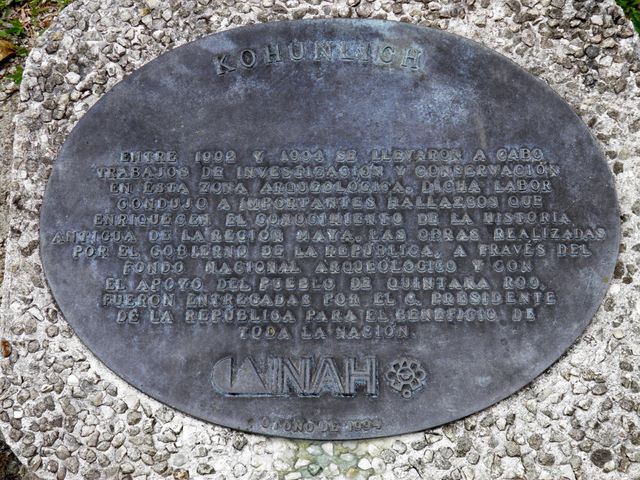 KOHUNLICH
ENTRE 1992 Y 1994 SE LLEVARON A CABO
TRABAJOS DE INVESTIGACIÓN Y CONSERVACIÓN
EN ESTA ZONA ARQUEOLÓGICA. DICHA LABOR
CONDUJO A IMPORTANTES HALLAZGOS QUE
ENRIQUECEN EL CONOCIMIENTO DE LA HISTORIA
ANTIGUA DE LA REGIÓN MAYA. LAS OBRAS REALIZADAS
POR EL GOBIERNO DE LA REPÚBLICA, A TRAVÉS DEL
FONDO NACIONAL ARQUEOLÓGICO Y CON
EL APOYO DEL PUEBLO DE QUINTANA ROO,
FUERON ENTREGADAS POR EL C. PRESIDENTE
DE LA REPÚBLICA PARA EL BENEFICIO DE
TODA LA NACIÓN.
INAH
OTOÑO DE 1994